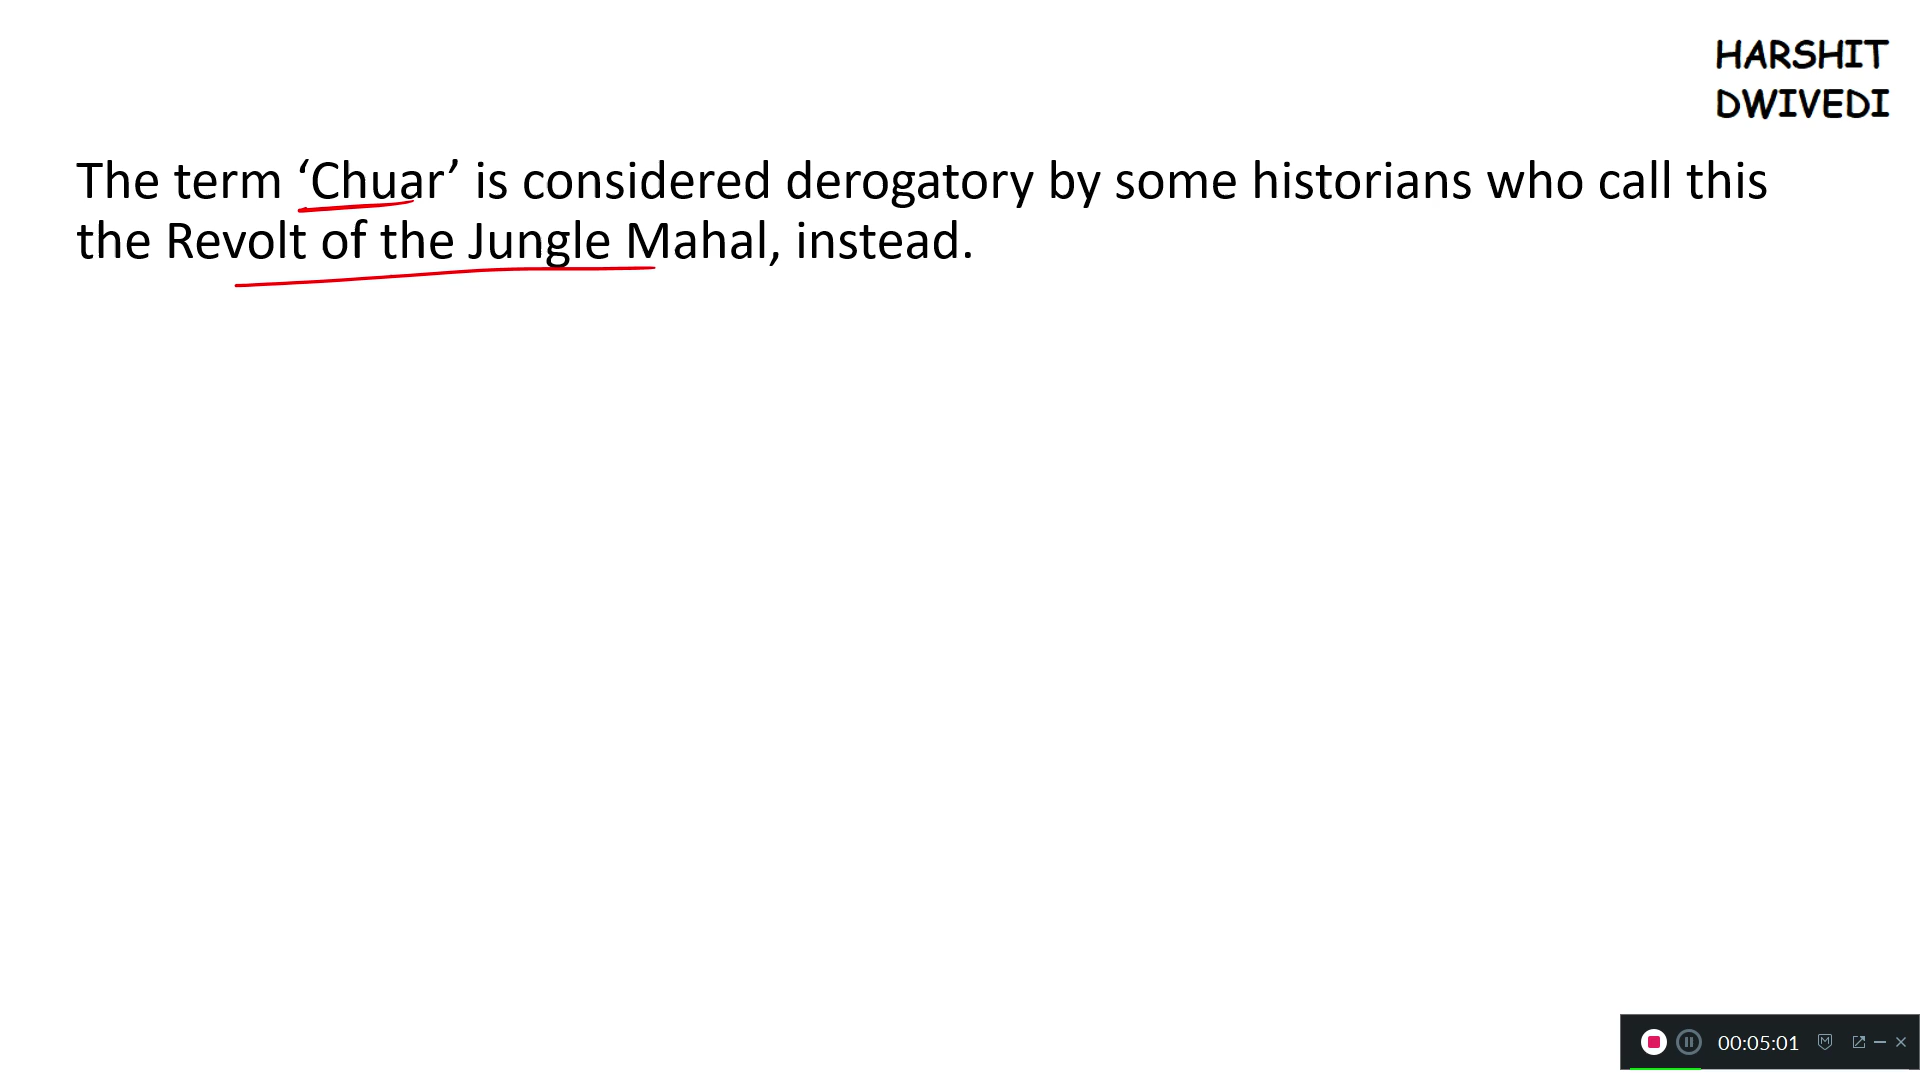 HARSHIT
DWIVEDI
The term ‘Chuar’ is considered derogatory by some historians who call this
the Revolt of the Jungle Mahal, instead.
00:05:01